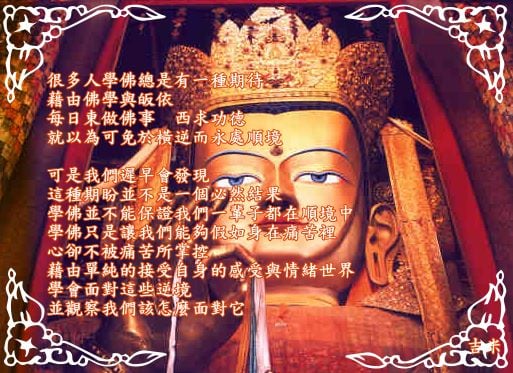 很多人學佛總是有一種期待
藉由佛學與皈依
每日東做佛事　西求功德
就以為可免於橫逆而永處順境
可是我們遲早會發現
這種期盼並不是一個必然結果
學佛並不能保證我們一輩子都在順境中
學佛只是讓我們能夠假如身在痛苦裡
心卻不被痛苦所掌控
藉由單純的接受自身的感受與情緒世界
學會面對這些逆境
並觀察我們該怎麼面對它
吉米